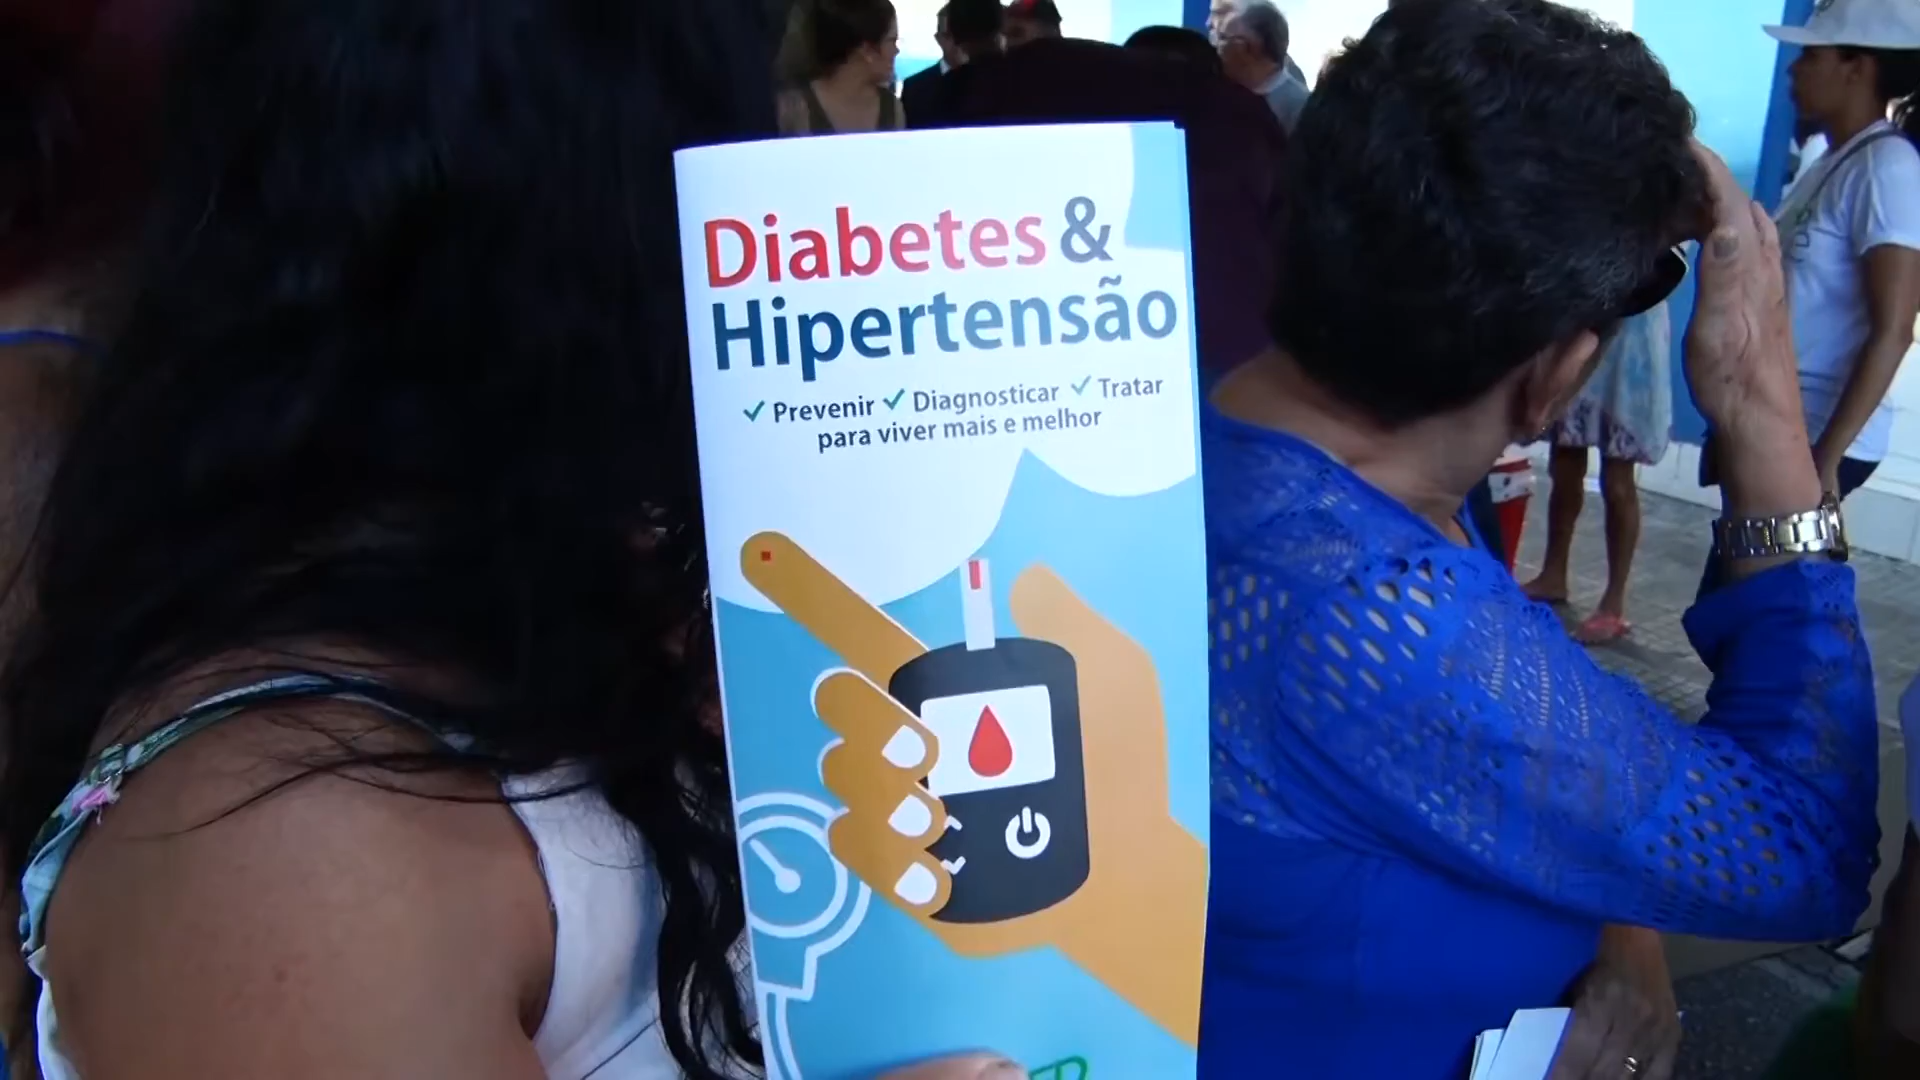 Diabetes &
Hipertensão
✓ Prevenir ✓ Diagnosticar ✓ Tratar
para viver mais e melhor